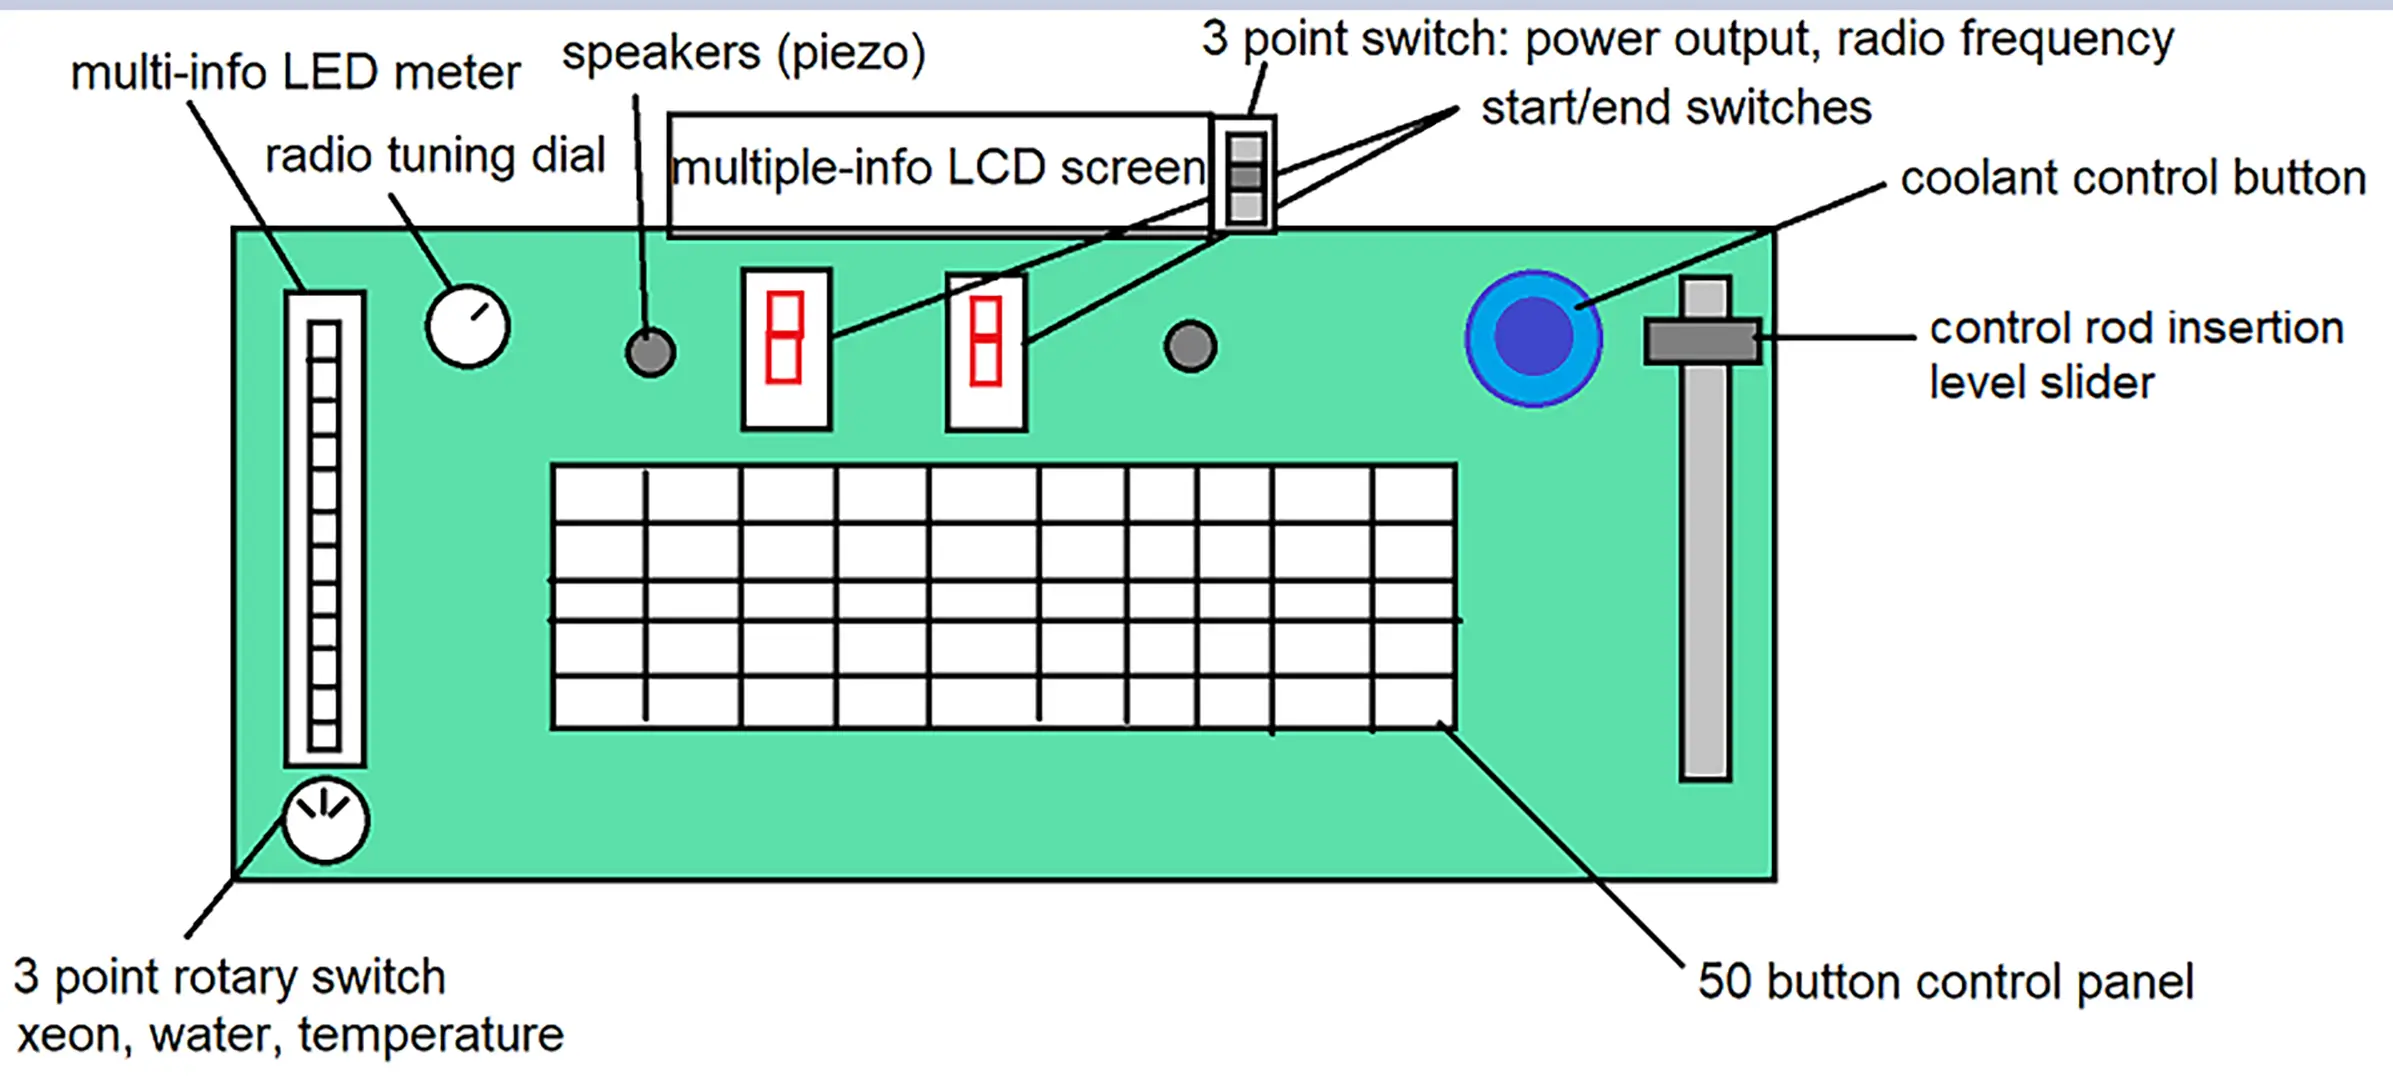 3 point switch: power output, radio frequency
speakers (piezo)
multi-info LED meter
start/end switches
radio tuning dial
multiple-info LCD screen
coolant control button
control rod insertion
level slider
3 point rotary switch
xeon, water, temperature
50 button control panel